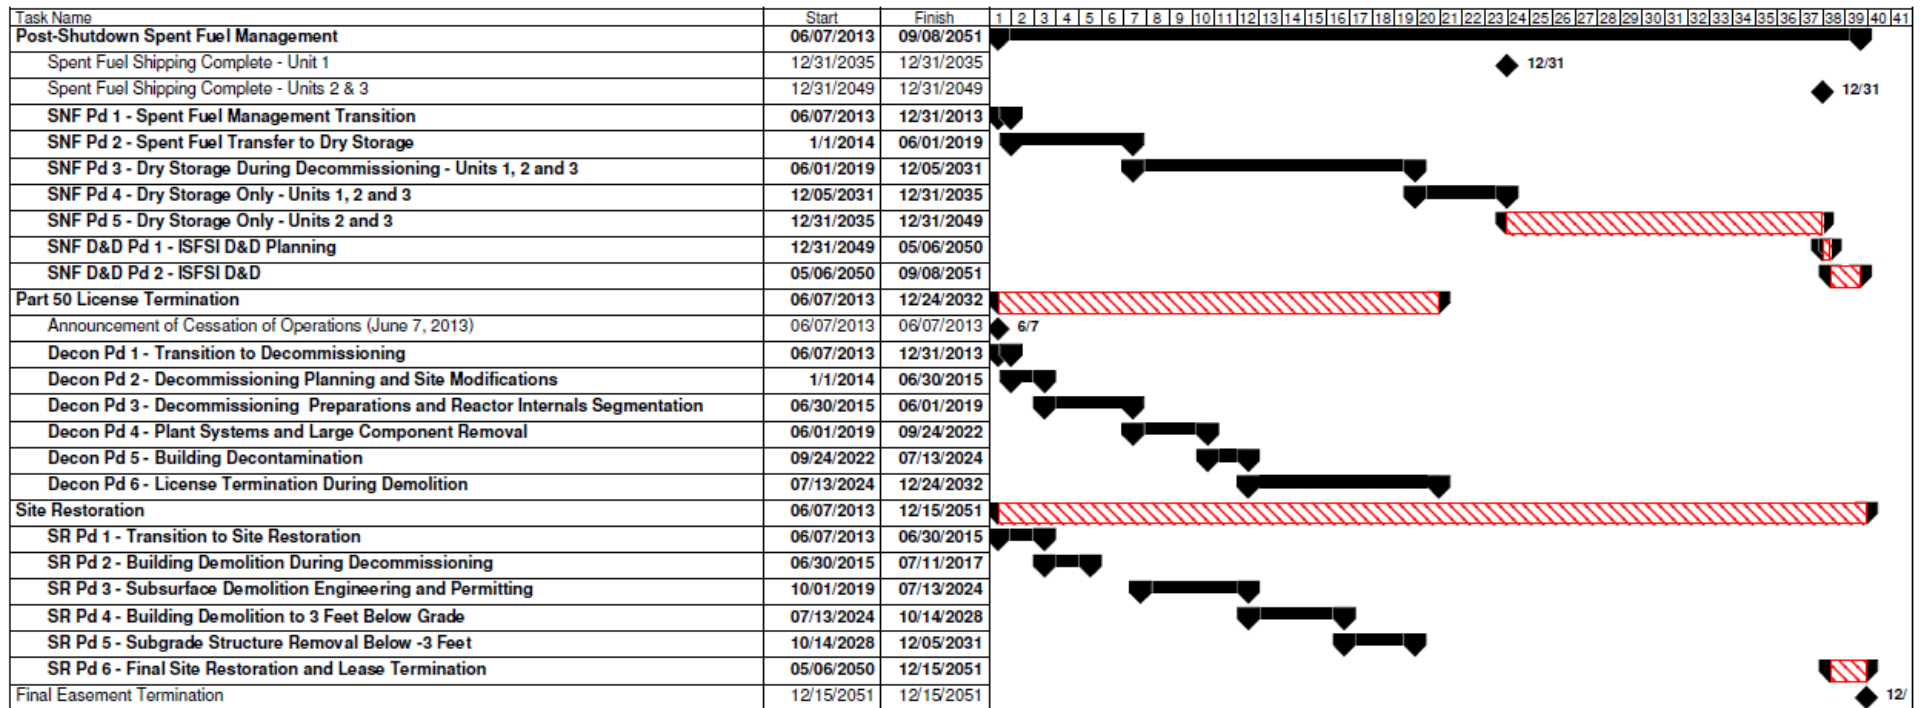 Task Name Start Finish 1 2 3 4 5 6 7 8 9 10 11 12 13 14 15 16 17 18 19 20 21 22 23 24 25 26 27 28 29 30 31 32 33 34 35 36 37 38 39 40 41
Post-Shutdown Spent Fuel Management 06/07/2013 09/08/2051
Spent Fuel Shipping Complete - Unit 1 12/31/2035 12/31/2035 12/31
Spent Fuel Shipping Complete - Units 2 & 3 12/31/2049 12/31/2049 12/31
SNF Pd 1 - Spent Fuel Management Transition 06/07/2013 12/31/2013
SNF Pd 2 - Spent Fuel Transfer to Dry Storage 1/1/2014 06/01/2019
SNF Pd 3 - Dry Storage During Decommissioning - Units 1, 2 and 3 06/01/2019 12/05/2031
SNF Pd 4 - Dry Storage Only - Units 1, 2 and 3 12/05/2031 12/31/2035
SNF Pd 5 - Dry Storage Only - Units 2 and 3 12/31/2035 12/31/2049
SNF D&D Pd 1 - ISFSI D&D Planning 12/31/2049 05/06/2050
SNF D&D Pd 2 - ISFSI D&D 05/06/2050 09/08/2051
Part 50 License Termination 06/07/2013 12/24/2032
Announcement of Cessation of Operations (June 7, 2013) 06/07/2013 06/07/2013 6/7
Decon Pd 1 - Transition to Decommissioning 06/07/2013 12/31/2013
Decon Pd 2 - Decommissioning Planning and Site Modifications 1/1/2014 06/30/2015
Decon Pd 3 - Decommissioning Preparations and Reactor Internals Segmentation 06/30/2015 06/01/2019
Decon Pd 4 - Plant Systems and Large Component Removal 06/01/2019 09/24/2022
Decon Pd 5 - Building Decontamination 09/24/2022 07/13/2024
Decon Pd 6 - License Termination During Demolition 07/13/2024 12/24/2032
Site Restoration 06/07/2013 12/15/2051
SR Pd 1 - Transition to Site Restoration 06/07/2013 06/30/2015
SR Pd 2 - Building Demolition During Decommissioning 06/30/2015 07/11/2017
SR Pd 3 - Subsurface Demolition Engineering and Permitting 10/01/2019 07/13/2024
SR Pd 4 - Building Demolition to 3 Feet Below Grade 07/13/2024 10/14/2028
SR Pd 5 - Subgrade Structure Removal Below -3 Feet 10/14/2028 12/05/2031
SR Pd 6 - Final Site Restoration and Lease Termination 05/06/2050 12/15/2051
Final Easement Termination 12/15/2051 12/15/2051 12/